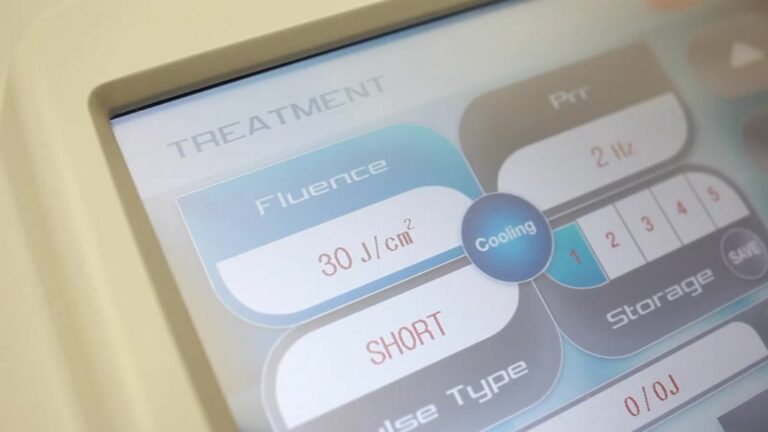 TREATMENT
Fluence
30 J/cm²
Prr
2 Hz
Cooling
1 2 3 4 5
Storage
SAVE
SHORT
lse Type
0/0J